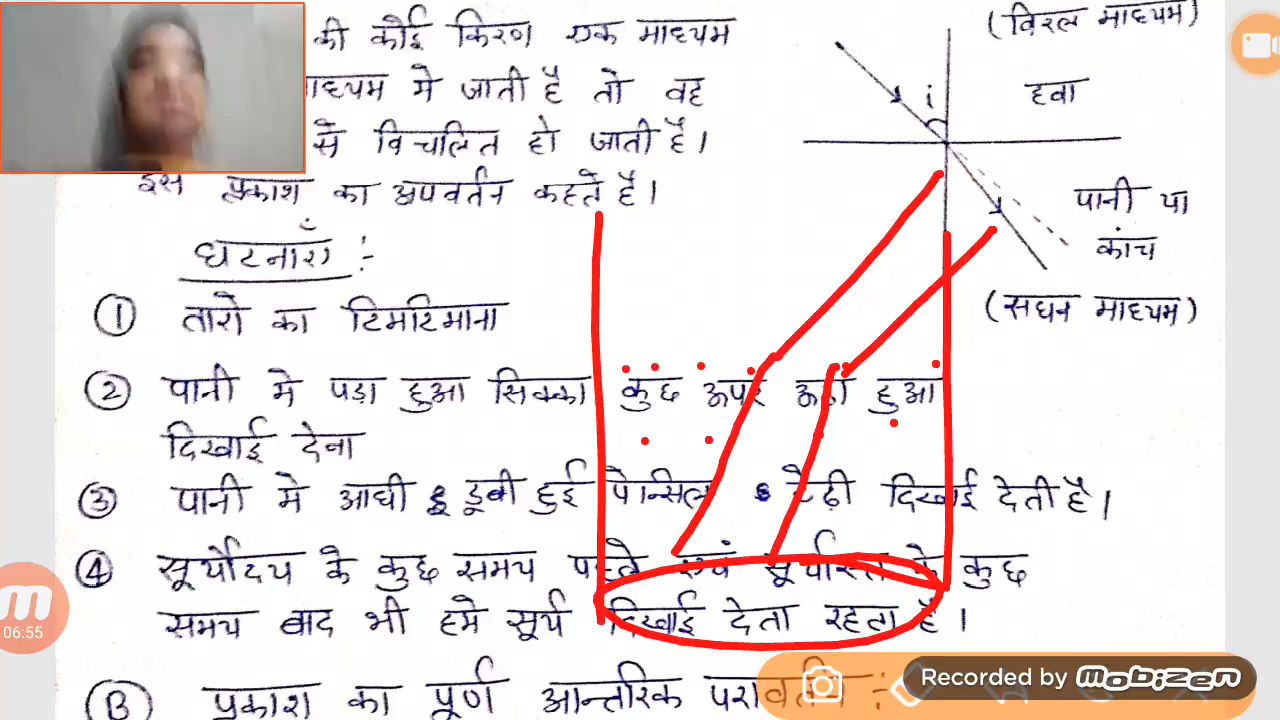 की कोई किरण एक माध्यम
माध्यम मे जाती है तो वह
से विचलित हो जाती है।
इस प्रकाश का अपवर्तन कहते है।
(विरल माध्यम)
i
हवा
पानी या
कांच
(सघन माध्यम)
घटनाएँ :-
① तारो का टिमटिमाना
② पानी मे पड़ा हुआ सिक्का कुछ ऊपर उठा हुआ
दिखाई देना
③ पानी मे आधी डूबी हुई पेन्सिल टेढ़ी दिखाई देती है।
④ सूर्योदय के कुछ समय पहले एवं सूर्यास्त के कुछ
समय बाद भी हमे सूर्य दिखाई देता रहता है।
Ⓑ प्रकाश का पूर्ण आन्तरिक परावर्तन :-
06:55
Recorded by mobizen